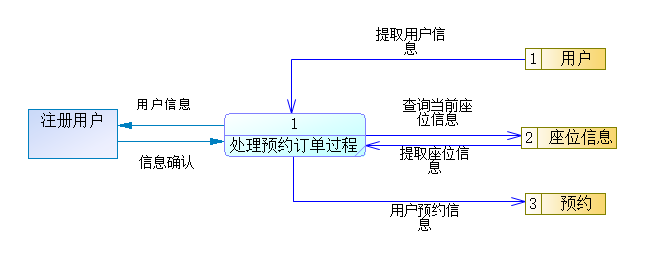 提取用户信
息
1 用户
用户信息
注册用户
信息确认
1
处理预约订单过程
查询当前座
位信息
2 座位信息
提取座位信
息
用户预约信
息
3 预约